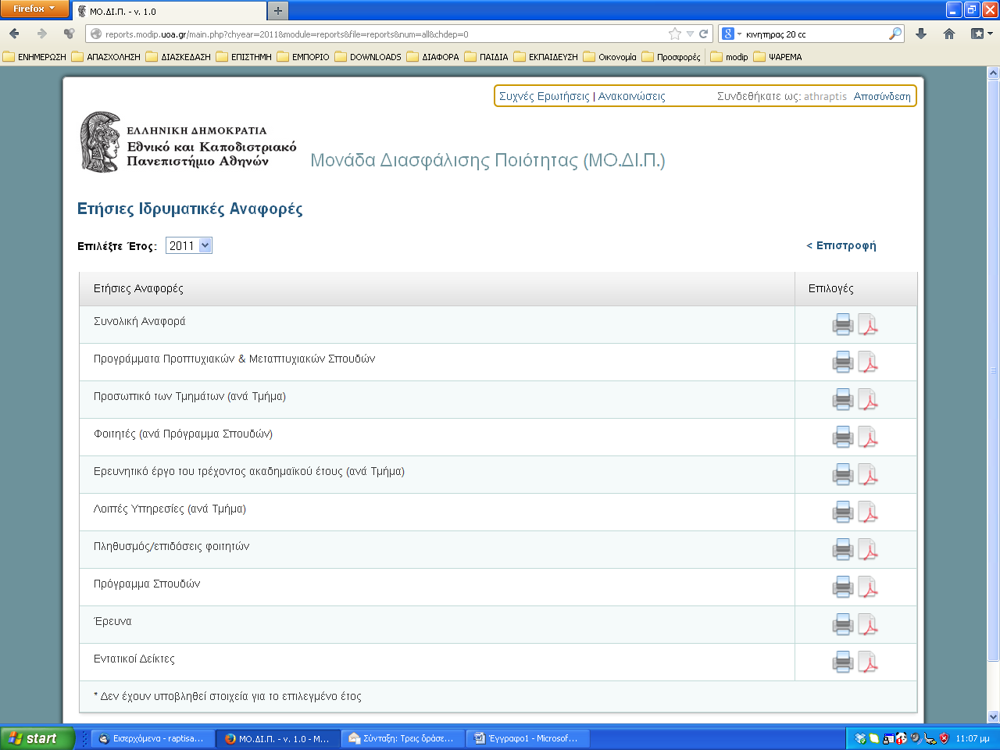 Firefox
ΜΟ.ΔΙ.Π. - v. 1.0
reports.modip.uoa.gr/main.php?chyear=2011&module=reports&file=reports&num=all&chdep=0
κινητηρας 20 cc
ΕΝΗΜΕΡΩΣΗ ΑΠΑΣΧΟΛΗΣΗ ΔΙΑΣΚΕΔΑΣΗ ΕΠΙΣΤΗΜΗ ΕΜΠΟΡΙΟ DOWNLOADS ΔΙΑΦΟΡΑ ΠΑΙΔΙΑ ΕΚΠΑΙΔΕΥΣΗ Οικονομία Προσφορές modip ΨΑΡΕΜΑ
Συχνές Ερωτήσεις | Ανακοινώσεις Συνδεθήκατε ως: athraptis Αποσύνδεση
ΕΛΛΗΝΙΚΗ ΔΗΜΟΚΡΑΤΙΑ
Εθνικό και Καποδιστριακό
Πανεπιστήμιο Αθηνών
Μονάδα Διασφάλισης Ποιότητας (ΜΟ.ΔΙ.Π.)
Ετήσιες Ιδρυματικές Αναφορές
Επιλέξτε Έτος: 2011 < Επιστροφή
Ετήσιες Αναφορές Επιλογές
Συνολική Αναφορά
Προγράμματα Προπτυχιακών & Μεταπτυχιακών Σπουδών
Προσωπικό των Τμημάτων (ανά Τμήμα)
Φοιτητές (ανά Πρόγραμμα Σπουδών)
Ερευνητικό έργο του τρέχοντος ακαδημαϊκού έτους (ανά Τμήμα)
Λοιπές Υπηρεσίες (ανά Τμήμα)
Πληθυσμός/επιδόσεις φοιτητών
Πρόγραμμα Σπουδών
Έρευνα
Εντατικοί Δείκτες
* Δεν έχουν υποβληθεί στοιχεία για το επιλεγμένο έτος
start Εισερχόμενα - raptisa... ΜΟ.ΔΙ.Π. - v. 1.0 - M... Σύνταξη: Τρεις δράσε... Έγγραφο1 - Microsof... 11:07 μμ